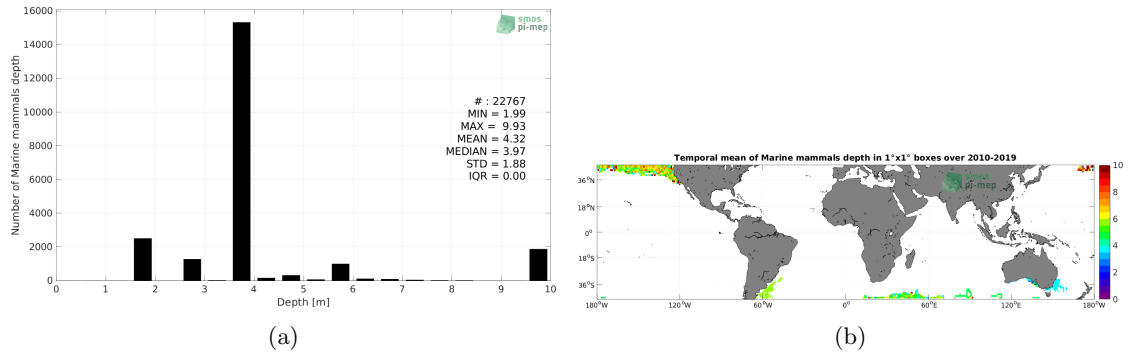 16000
14000
12000
10000
8000
6000
4000
2000
0
Number of Marine mammals depth
smos
pi-mep
# : 22767
MIN = 1.99
MAX = 9.93
MEAN = 4.32
MEDIAN = 3.97
STD = 1.88
IQR = 0.00
0 1 2 3 4 5 6 7 8 9 10
Depth [m]
(a)
Temporal mean of Marine mammals depth in 1°x1° boxes over 2010-2019
smos
pi-mep
36°N
18°N
0°
18°S
36°S
180°W 120°W 60°W 0° 60°E 120°E 180°W
10
8
6
4
2
0
(b)